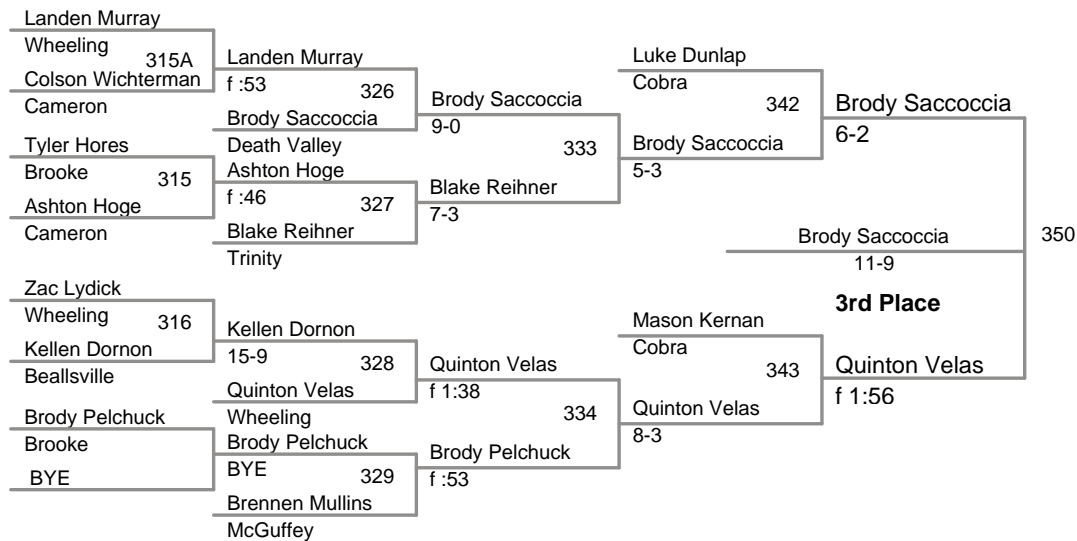 Landen Murray
Wheeling
315A
Colson Wichterman
Cameron
Tyler Hores
Brooke
315
Ashton Hoge
Cameron
Zac Lydick
Wheeling
316
Kellen Dornon
Beallsville
Brody Pelchuck
Brooke
BYE
Landen Murray
f :53
326
Brody Saccoccia
Death Valley
Ashton Hoge
f :46
327
Blake Reihner
Trinity
Kellen Dornon
15-9
328
Quinton Velas
Wheeling
Brody Pelchuck
BYE
329
Brennen Mullins
McGuffey
Brody Saccoccia
9-0
333
Blake Reihner
7-3
Quinton Velas
f 1:38
334
Brody Pelchuck
f :53
Luke Dunlap
Cobra
342
Brody Saccoccia
5-3
Mason Kernan
Cobra
343
Quinton Velas
8-3
Brody Saccoccia
6-2
Brody Saccoccia
350
11-9
3rd Place
Quinton Velas
f 1:56